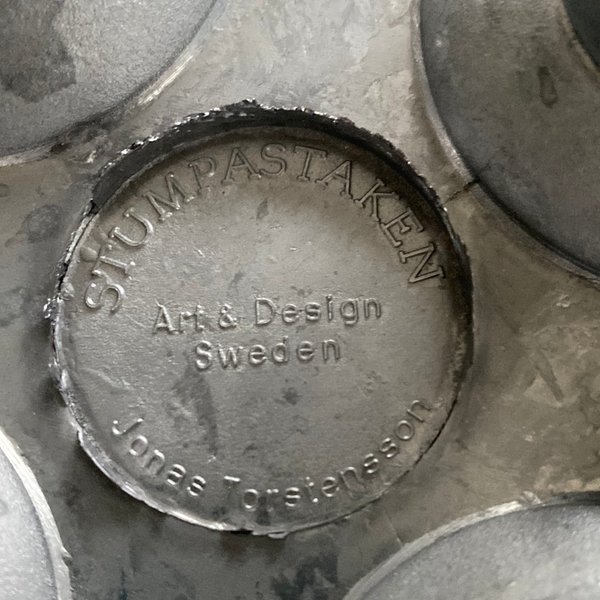 STUMPASTAKEN
Art & Design
Sweden
Jonas Torstensson